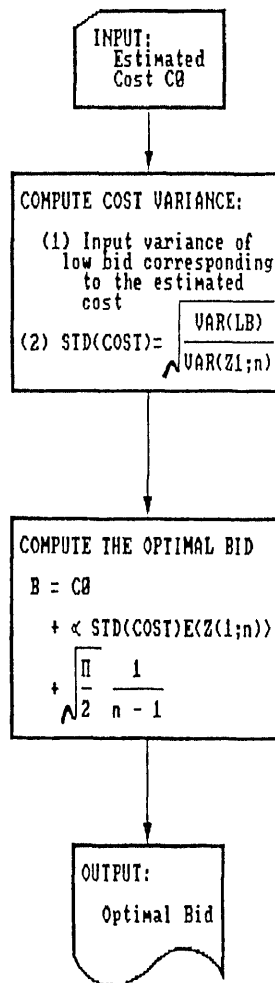 INPUT:
Estimated
Cost C0
COMPUTE COST VARIANCE:
(1) Input variance of
low bid corresponding
to the estimated
cost
(2) STD(COST)= √(VAR(LB) / VAR(Z1;n))
COMPUTE THE OPTIMAL BID
B = C0
+ ∝ STD(COST)E(Z(1;n))
+ √(Π / 2) 1 / (n - 1)
OUTPUT:
Optimal Bid